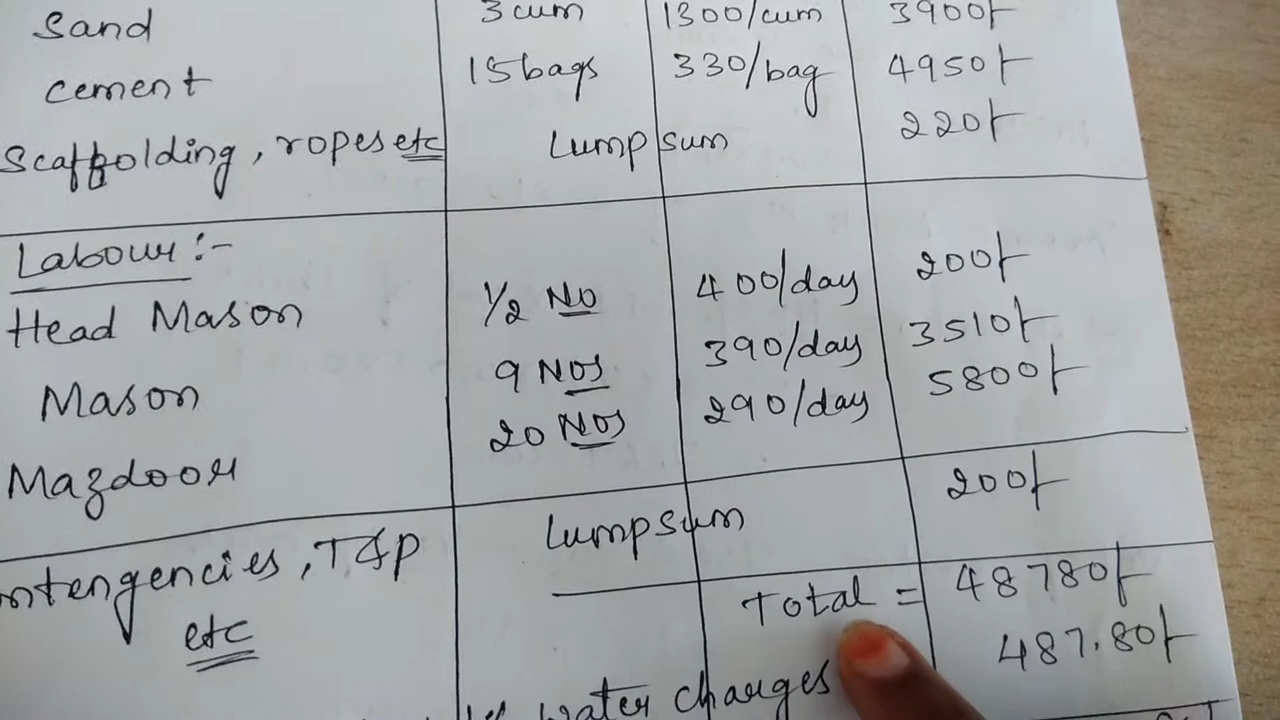 Sand 3 cum 1300/cum 3900/-
Cement 15 bags 330/bag 4950/-
Scaffolding, ropes etc Lump sum 220/-
Labour :-
Head Mason 1/2 No 400/day 200/-
Mason 9 Nos 390/day 3510/-
Mazdoor 20 Nos 290/day 5800/-
ntengencies, T&P Lumpsum 200/-
etc
Total = 48780/-
water charges 487.80/-